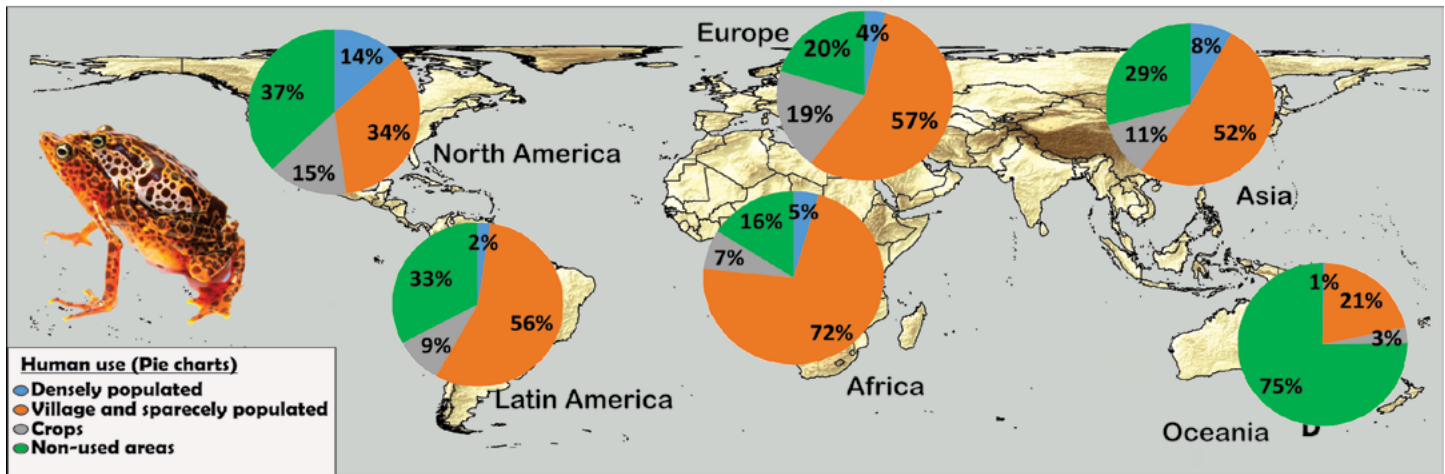 Europe
4%
20%
19%
57%
14%
37%
34%
15%
North America
8%
29%
11%
52%
Asia
2%
33%
56%
9%
Latin America
5%
16%
7%
72%
Africa
1%
21%
3%
75%
Oceania
D
Human use (Pie charts)
Densely populated
Village and sparecely populated
Crops
Non-used areas